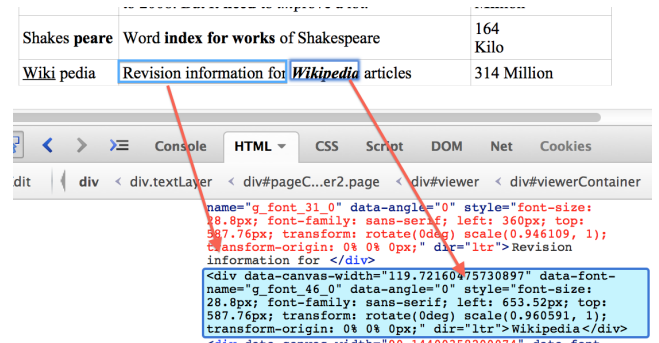 Shakes peare Word index for works of Shakespeare 164
Kilo
Wiki pedia Revision information for Wikipedia articles 314 Million
Console HTML CSS Script DOM Net Cookies
dit div < div.textLayer < div#pageC...er2.page < div#viewer < div#viewerContainer
name="g_font_31_0" data-angle="0" style="font-size:
28.8px; font-family: sans-serif; left: 360px; top:
587.76px; transform: rotate(0deg) scale(0.946109, 1);
transform-origin: 0% 0% 0px;" dir="ltr">Revision
information for </div>
<div data-canvas-width="119.72160475730897" data-font-
name="g_font_46_0" data-angle="0" style="font-size:
28.8px; font-family: sans-serif; left: 653.52px; top:
587.76px; transform: rotate(0deg) scale(0.960591, 1);
transform-origin: 0% 0% 0px;" dir="ltr">Wikipedia</div>